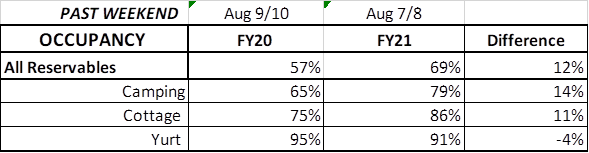 PAST WEEKEND Aug 9/10 Aug 7/8
OCCUPANCY FY20 FY21 Difference
All Reservables 57% 69% 12%
Camping 65% 79% 14%
Cottage 75% 86% 11%
Yurt 95% 91% -4%